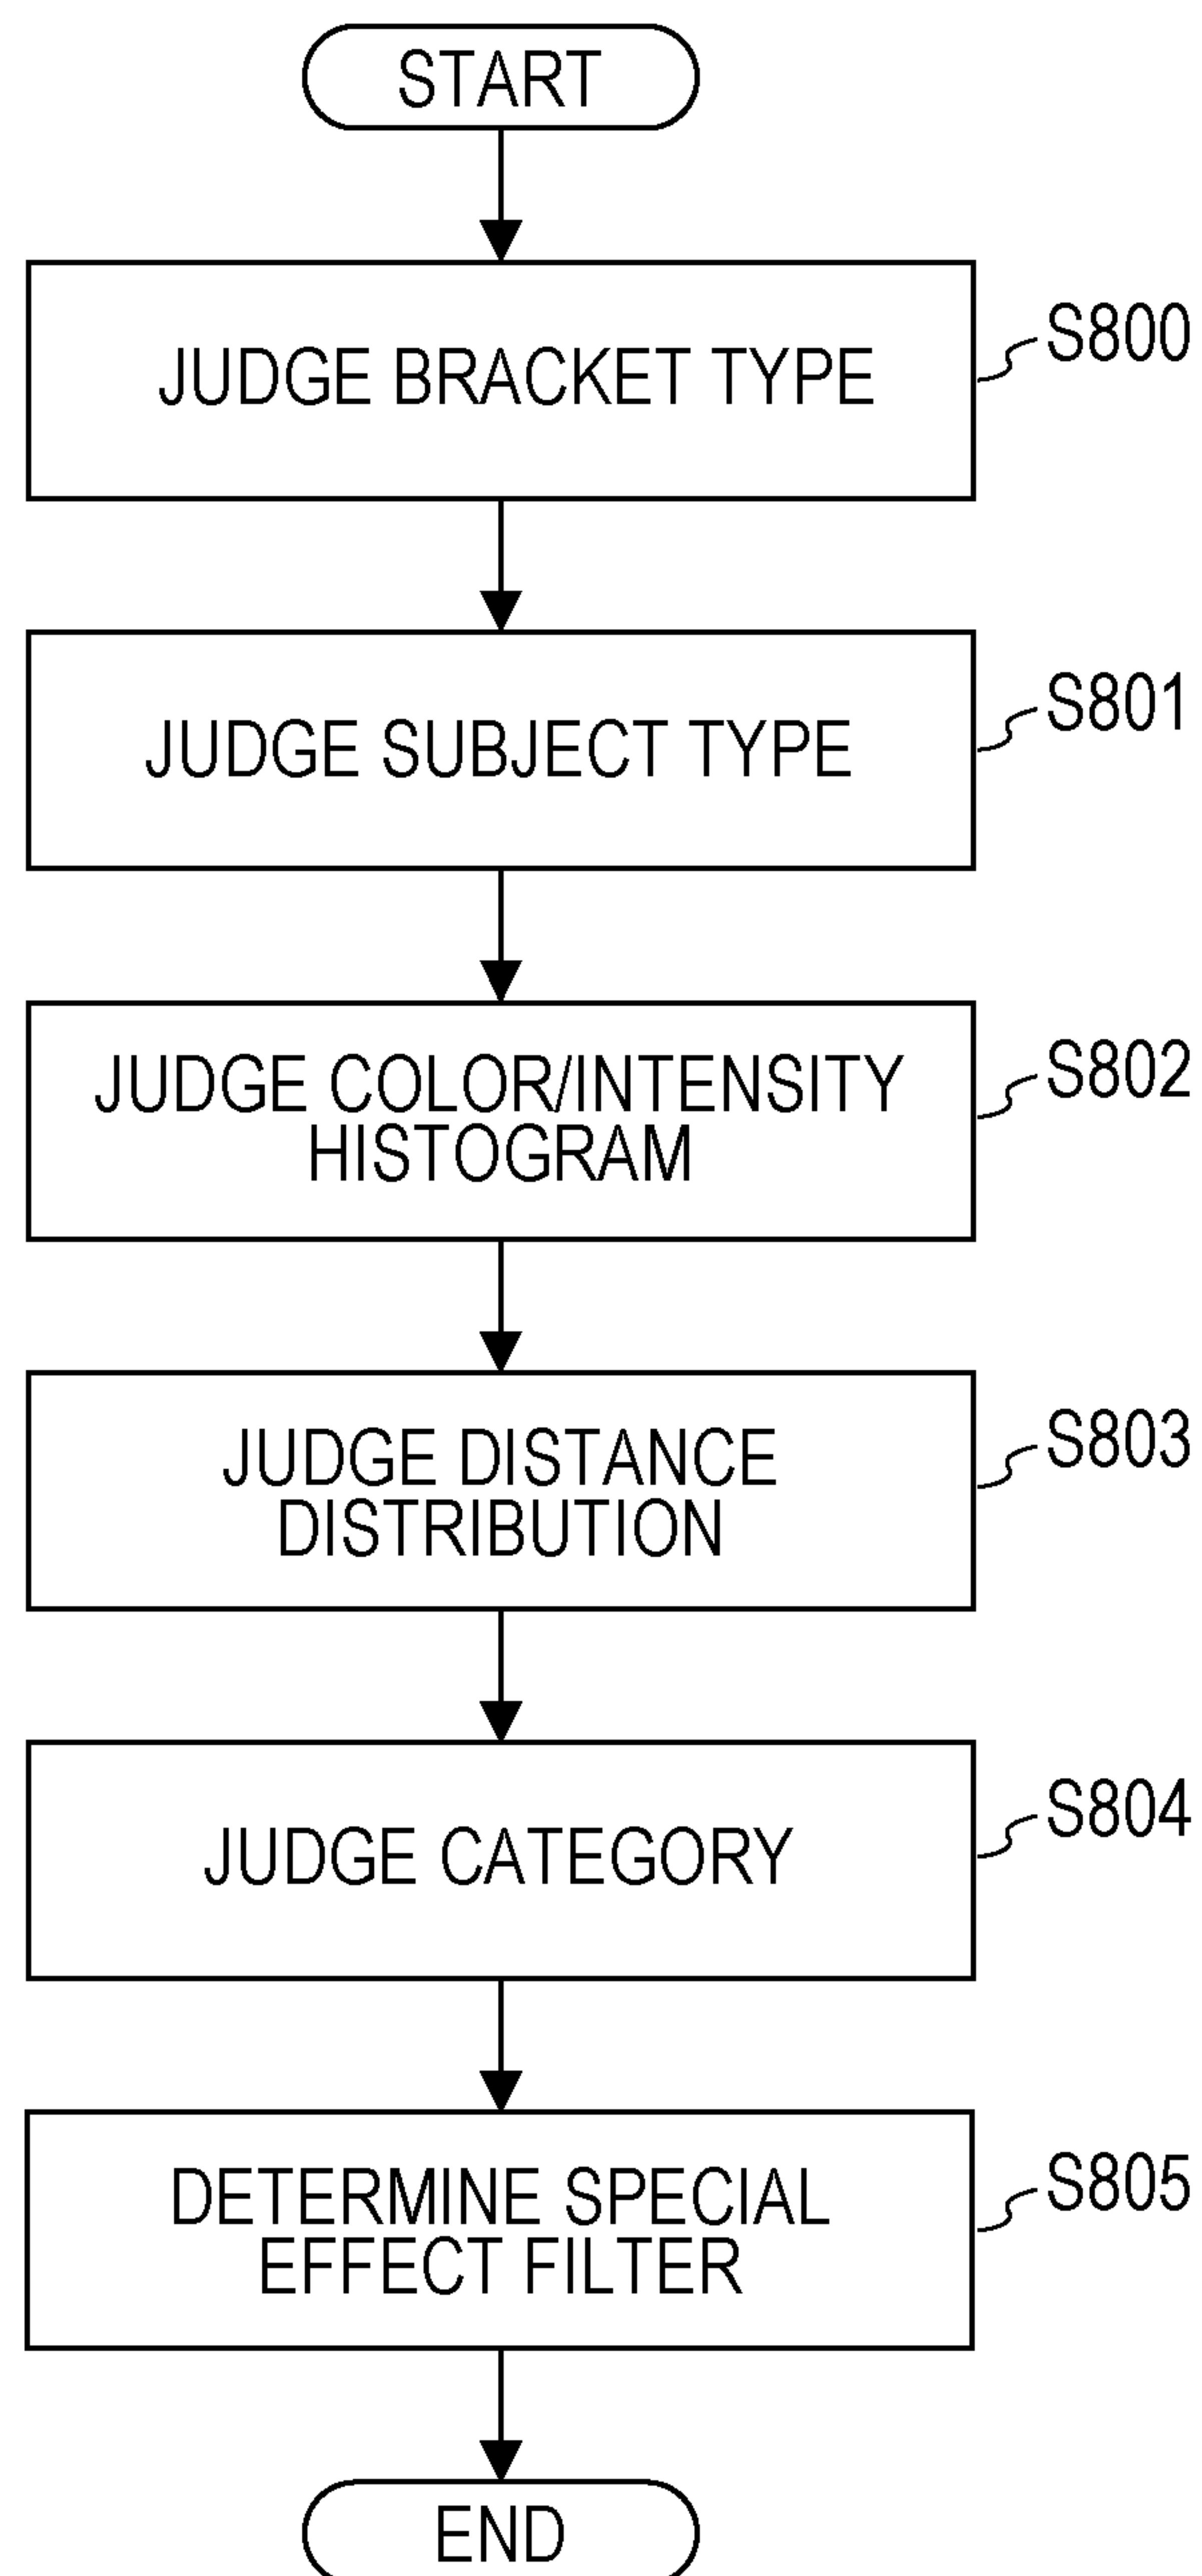 START
JUDGE BRACKET TYPE
S800
JUDGE SUBJECT TYPE
S801
JUDGE COLOR/INTENSITY
HISTOGRAM
S802
JUDGE DISTANCE
DISTRIBUTION
S803
JUDGE CATEGORY
S804
DETERMINE SPECIAL
EFFECT FILTER
S805
END